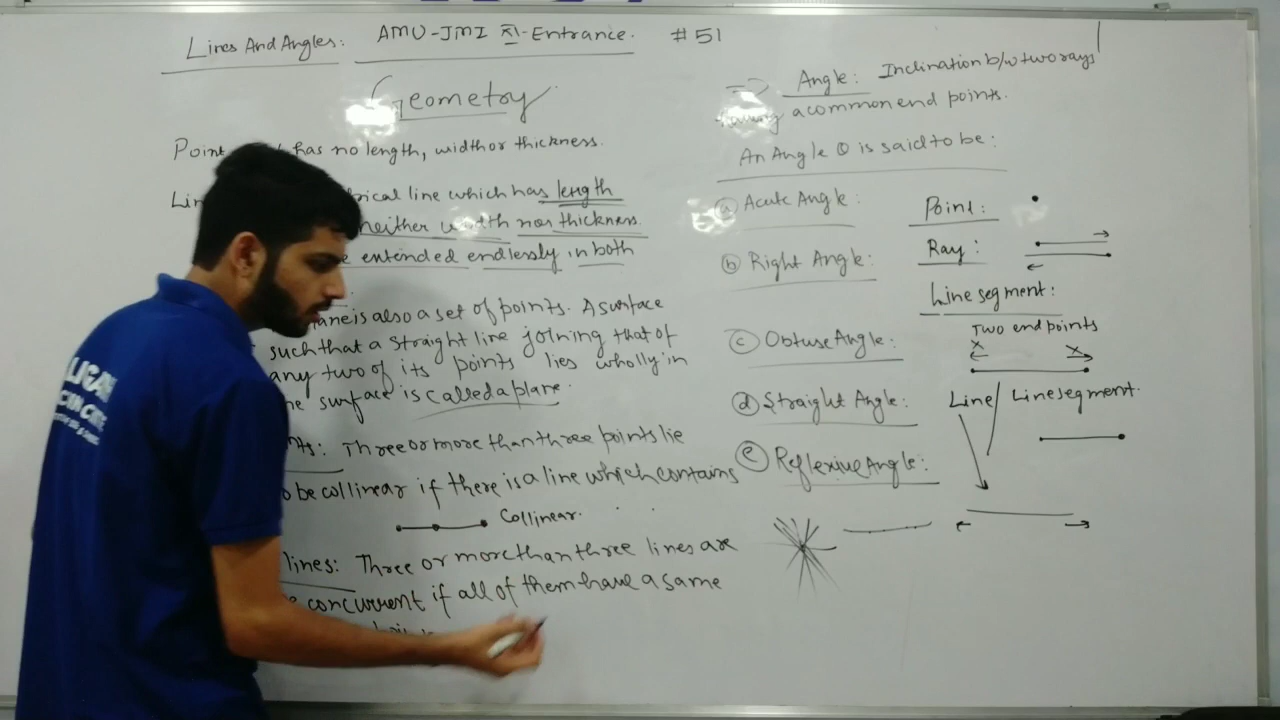 Lines And Angles:
AMU-JMI XI-Entrance.
#51
Geometry
Point has no length, width or thickness.
line which has length
neither width nor thickness.
entended endlessly in both
is also a set of points. A surface
such that a straight line joining that of
any two of its points lies wholly in
surface is called a plane.
Three or more than three points lie
be collinear if there is a line which contains
Collinear.
lines: Three or more than three lines are
concurrent if all of them have a same
=> Angle: Inclination b/w two rays
having a common end points.
An Angle θ is said to be:
(a) Acute Angle:
(b) Right Angle:
(c) Obtuse Angle:
(d) Straight Angle:
(e) Reflexive Angle:
Point:
Ray:
Line segment:
Two end points
x x
Line/ Line segment.